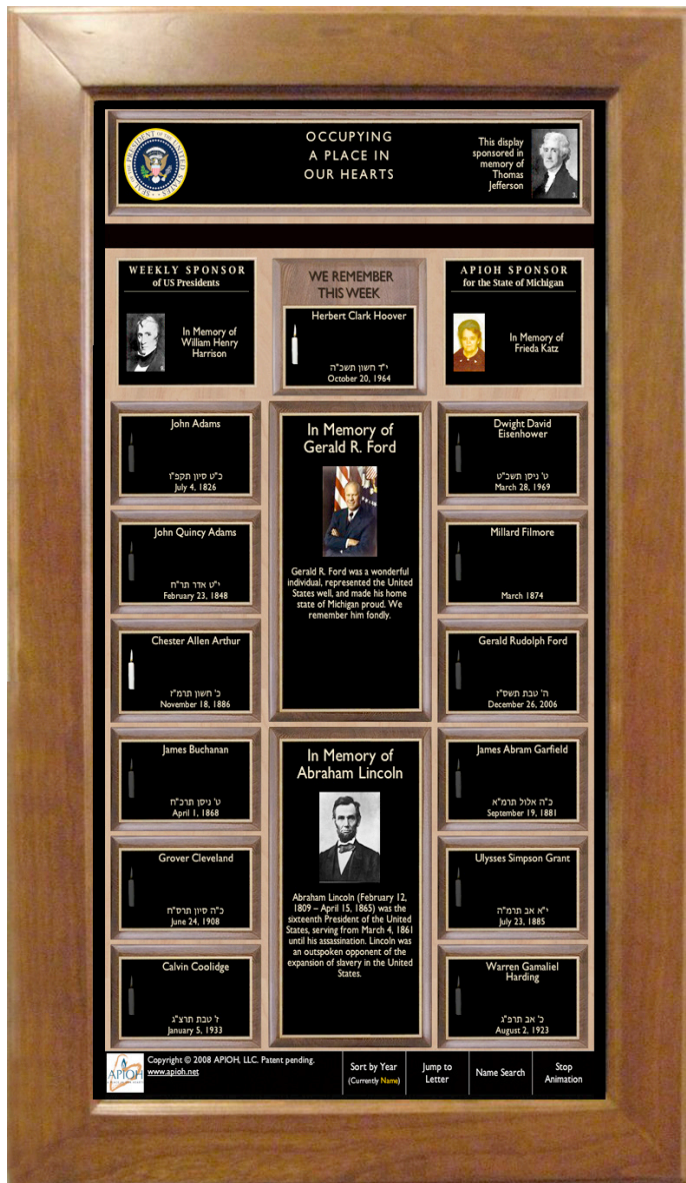 SEAL OF THE PRESIDENT OF THE UNITED STATES
OCCUPYING
A PLACE IN
OUR HEARTS
This display
sponsored in
memory of
Thomas
Jefferson
WEEKLY SPONSOR
of US Presidents
In Memory of
William Henry
Harrison
WE REMEMBER
THIS WEEK
Herbert Clark Hoover
י"ד חשון תשכ"ה
October 20, 1964
APIOH SPONSOR
for the State of Michigan
In Memory of
Frieda Katz
John Adams
כ"ט סיון תקפ"ו
July 4, 1826
John Quincy Adams
י"ט אדר תר"ח
February 23, 1848
Chester Allen Arthur
כ' חשון תרמ"ז
November 18, 1886
James Buchanan
ט' ניסן תרכ"ח
April 1, 1868
Grover Cleveland
כ"ה סיון תרס"ח
June 24, 1908
Calvin Coolidge
ז' טבת תרצ"ג
January 5, 1933
In Memory of
Gerald R. Ford
Gerald R. Ford was a wonderful
individual, represented the United
States well, and made his home
state of Michigan proud. We
remember him fondly.
In Memory of
Abraham Lincoln
Abraham Lincoln (February 12,
1809 – April 15, 1865) was the
sixteenth President of the United
States, serving from March 4, 1861
until his assassination. Lincoln was
an outspoken opponent of the
expansion of slavery in the United
States.
Dwight David
Eisenhower
ט' ניסן תשכ"ט
March 28, 1969
Millard Filmore
March 1874
Gerald Rudolph Ford
ה' טבת תשס"ז
December 26, 2006
James Abram Garfield
כ"ה אלול תרמ"א
September 19, 1881
Ulysses Simpson Grant
י"א אב תרמ"ה
July 23, 1885
Warren Gamaliel
Harding
כ' אב תרפ"ג
August 2, 1923
APIOH
Copyright © 2008 APIOH, LLC. Patent pending.
www.apioh.net
Sort by Year
(Currently Name)
Jump to
Letter
Name Search
Stop
Animation